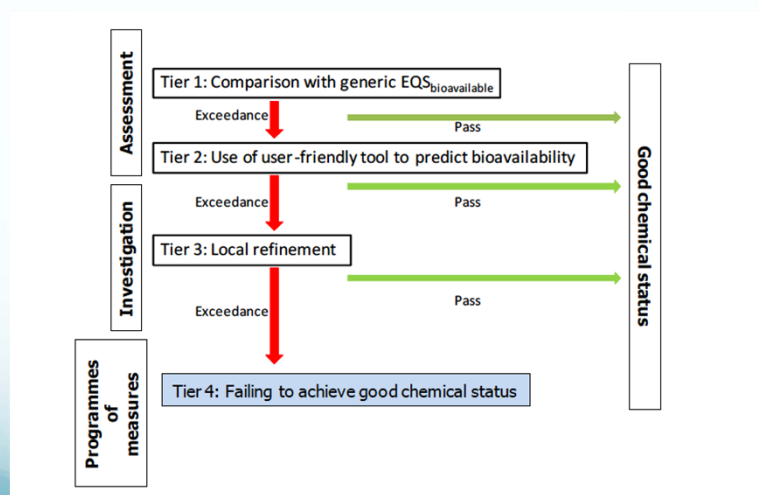 Assessment
Tier 1: Comparison with generic EQSbioavailable
Exceedance
Pass
Tier 2: Use of user-friendly tool to predict bioavailability
Investigation
Exceedance
Pass
Tier 3: Local refinement
Exceedance
Pass
Programmes
of
measures
Tier 4: Failing to achieve good chemical status
Good chemical status